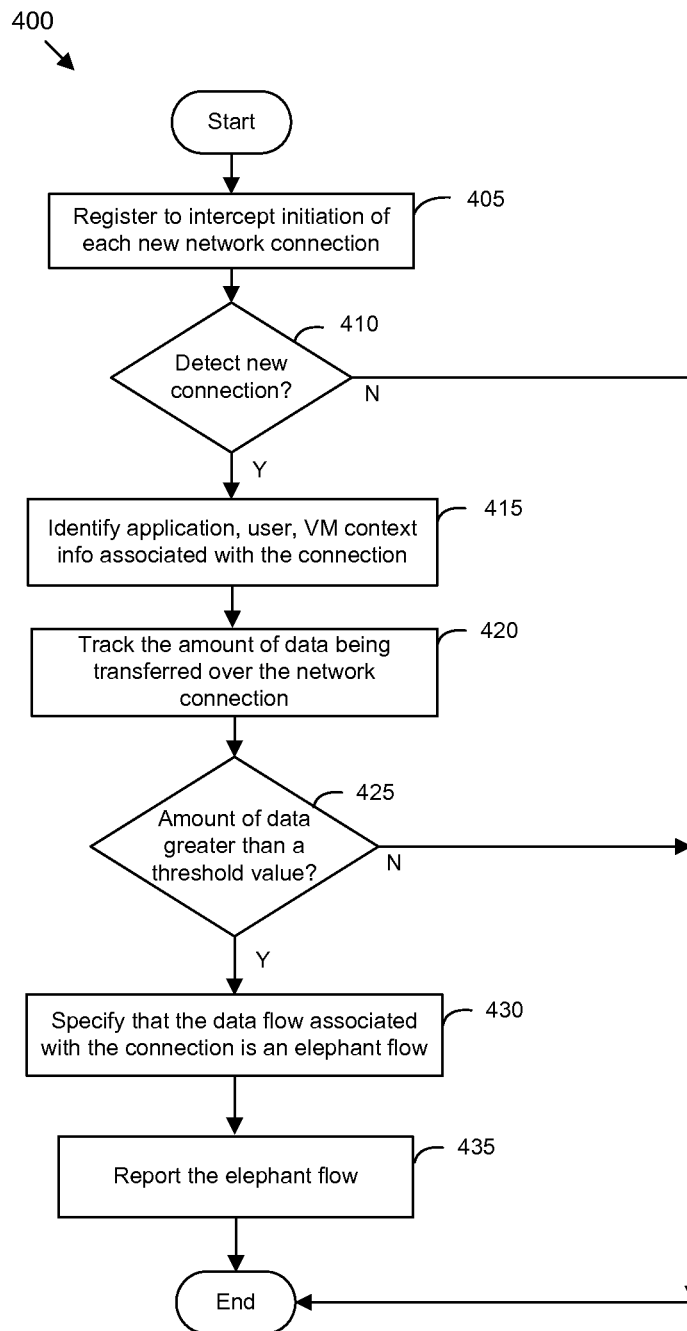 400
Start
Register to intercept initiation of
each new network connection
405
410
Detect new
connection?
N
Y
Identify application, user, VM context
info associated with the connection
415
Track the amount of data being
transferred over the network
connection
420
425
Amount of data
greater than a
threshold value?
N
Y
Specify that the data flow associated
with the connection is an elephant flow
430
Report the elephant flow
435
End